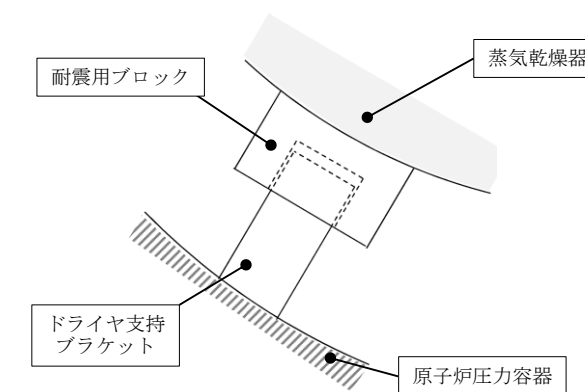 蒸気乾燥器
耐震用ブロック
ドライヤ支持
ブラケット
原子炉圧力容器